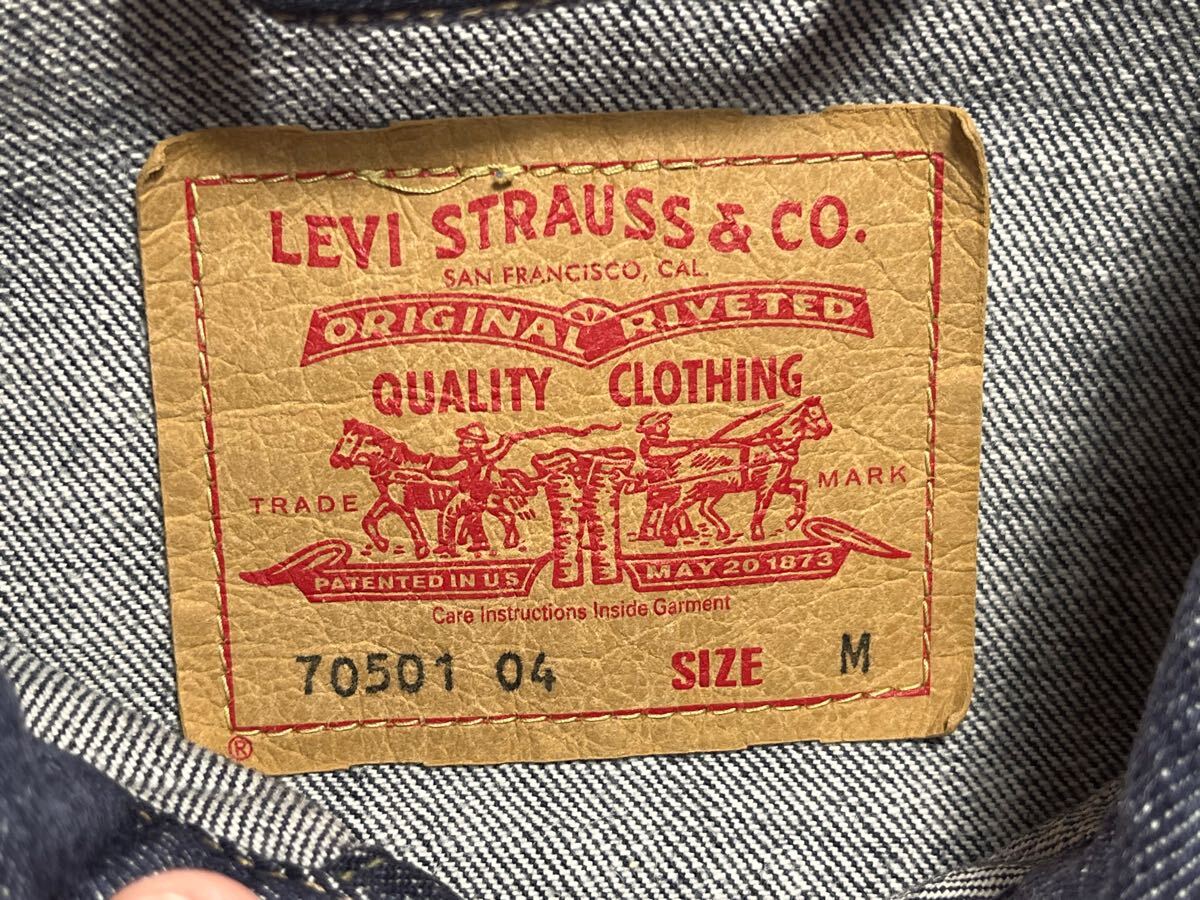 LEVI STRAUSS & CO.
SAN FRANCISCO, CAL.
ORIGINAL RIVETED
QUALITY CLOTHING
TRADE MARK
PATENTED IN U S MAY 20 1873
Care Instructions Inside Garment
70501 04 SIZE M
®